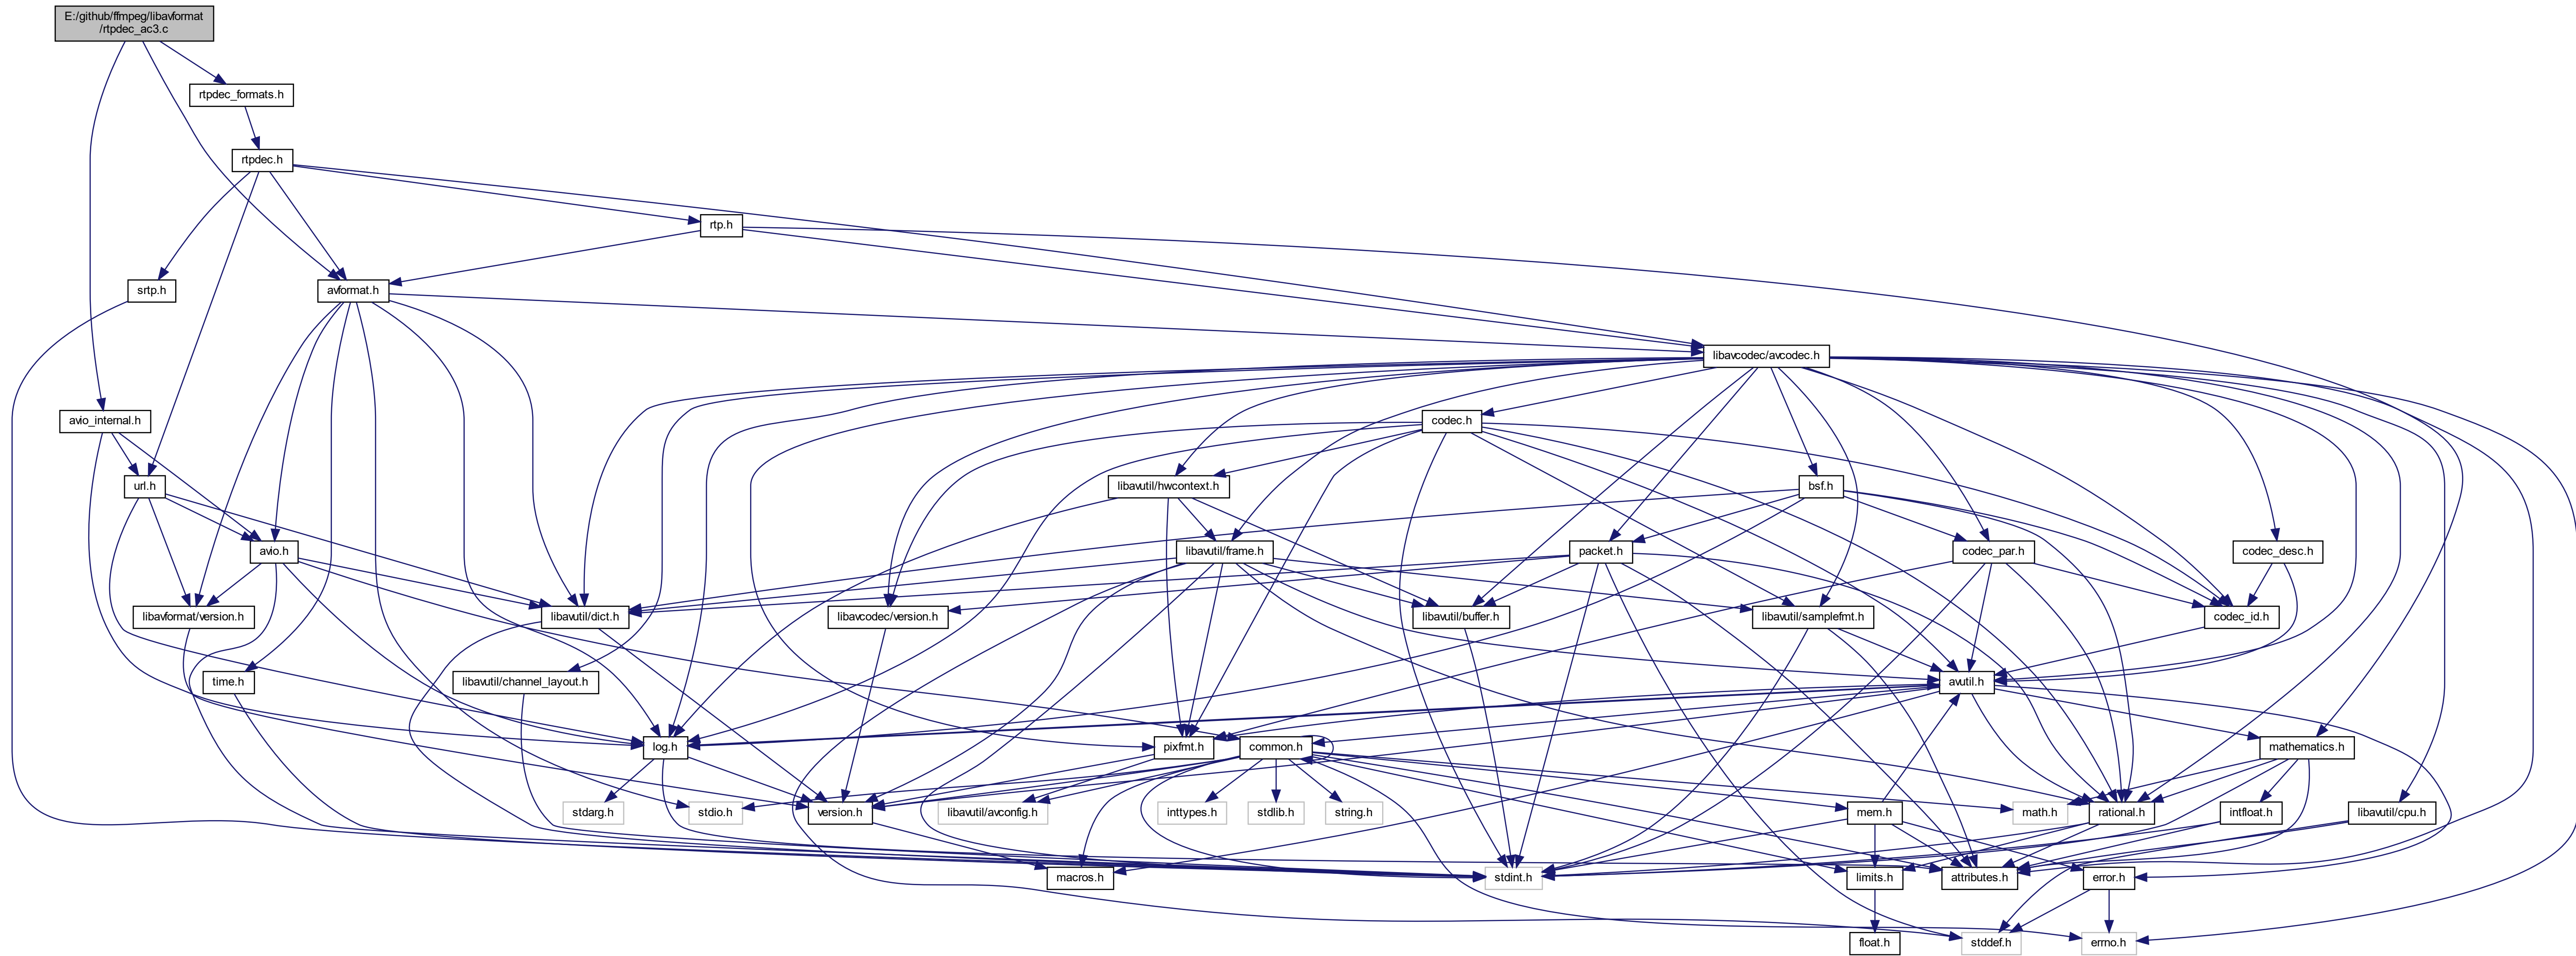 E:/github/ffmpeg/libavformat
/rtpdec_ac3.c
rtpdec_formats.h
rtpdec.h
rtp.h
srtp.h
avformat.h
libavcodec/avcodec.h
avio_internal.h
codec.h
url.h
libavutil/hwcontext.h
bsf.h
avio.h
libavutil/frame.h
packet.h
codec_par.h
codec_desc.h
libavformat/version.h
libavutil/dict.h
libavcodec/version.h
libavutil/buffer.h
libavutil/samplefmt.h
codec_id.h
time.h
libavutil/channel_layout.h
avutil.h
log.h
pixfmt.h
common.h
mathematics.h
stdarg.h
stdio.h
version.h
libavutil/avconfig.h
inttypes.h
stdlib.h
string.h
mem.h
math.h
rational.h
intfloat.h
libavutil/cpu.h
macros.h
stdint.h
limits.h
attributes.h
error.h
float.h
stddef.h
errno.h